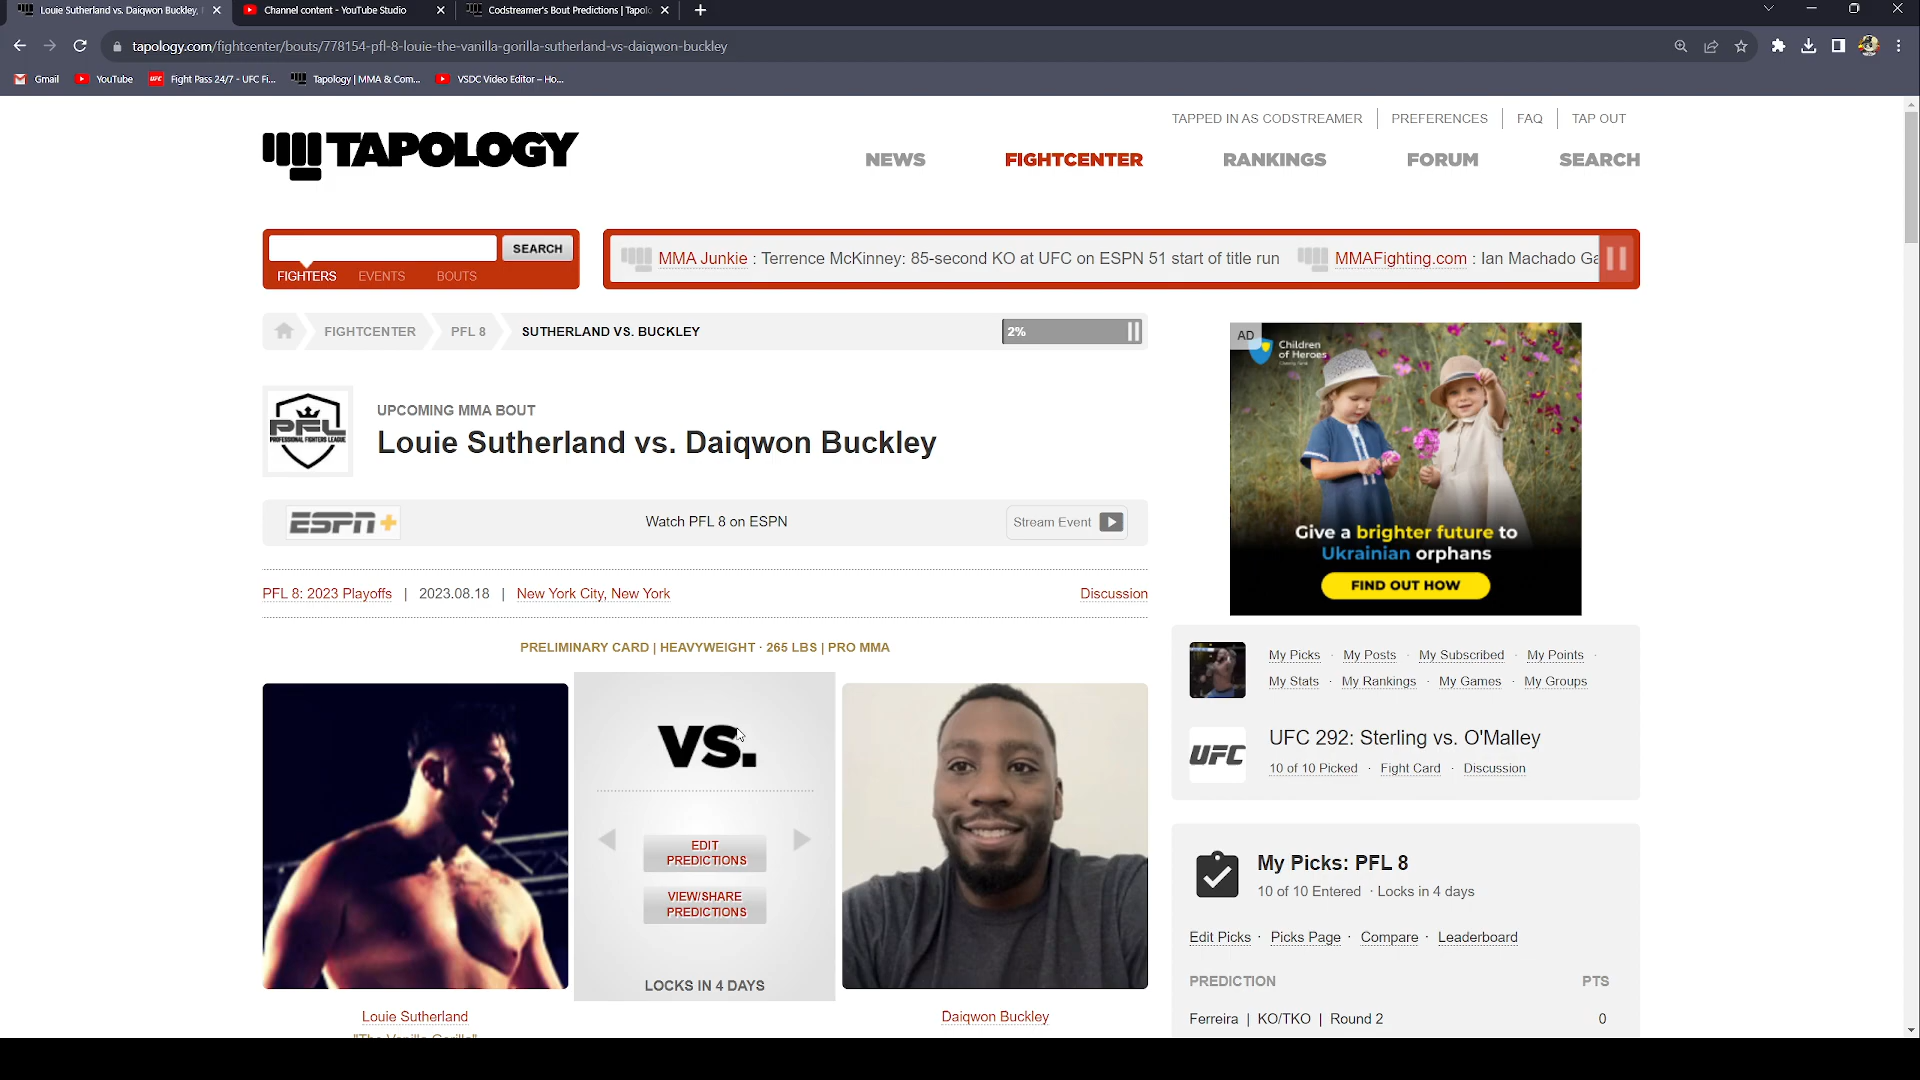 Louie Sutherland vs. Daiqwon Buckley,
Channel content - YouTube Studio
Codstreamer's Bout Predictions | Tapolo
tapology.com/fightcenter/bouts/778154-pfl-8-louie-the-vanilla-gorilla-sutherland-vs-daiqwon-buckley
Gmail
YouTube
UFC
Fight Pass 24/7 - UFC Fi...
Tapology | MMA & Com...
VSDC Video Editor – Ho...
TAPPED IN AS CODSTREAMER
PREFERENCES
FAQ
TAP OUT
TAPOLOGY
NEWS
FIGHTCENTER
RANKINGS
FORUM
SEARCH
SEARCH
FIGHTERS
EVENTS
BOUTS
MMA Junkie : Terrence McKinney: 85-second KO at UFC on ESPN 51 start of title run
MMAFighting.com : Ian Machado Ga
FIGHTCENTER
PFL 8
SUTHERLAND VS. BUCKLEY
2%
AD
Children
of Heroes
Give a brighter future to
Ukrainian orphans
FIND OUT HOW
PFL
PROFESSIONAL FIGHTERS LEAGUE
UPCOMING MMA BOUT
Louie Sutherland vs. Daiqwon Buckley
ESPN+
Watch PFL 8 on ESPN
Stream Event
PFL 8: 2023 Playoffs | 2023.08.18 | New York City, New York
Discussion
PRELIMINARY CARD | HEAVYWEIGHT · 265 LBS | PRO MMA
VS.
EDIT
PREDICTIONS
VIEW/SHARE
PREDICTIONS
LOCKS IN 4 DAYS
Louie Sutherland
"The Vanilla Gorilla"
Daiqwon Buckley
My Picks · My Posts · My Subscribed · My Points ·
My Stats · My Rankings · My Games · My Groups
UFC
UFC 292: Sterling vs. O'Malley
10 of 10 Picked · Fight Card · Discussion
My Picks: PFL 8
10 of 10 Entered · Locks in 4 days
Edit Picks · Picks Page · Compare · Leaderboard
PREDICTION
PTS
Ferreira | KO/TKO | Round 2
0